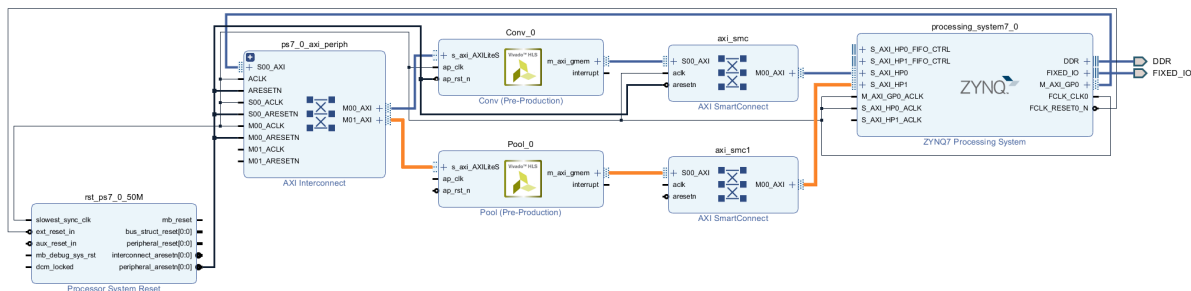 ps7_0_axi_periph
S00_AXI
ACLK
ARESETN
S00_ACLK
S00_ARESETN
M00_ACLK
M00_ARESETN
M01_ACLK
M01_ARESETN
M00_AXI
M01_AXI
AXI Interconnect
rst_ps7_0_50M
slowest_sync_clk
ext_reset_in
aux_reset_in
mb_debug_sys_rst
dcm_locked
mb_reset
bus_struct_reset[0:0]
peripheral_reset[0:0]
interconnect_aresetn[0:0]
peripheral_aresetn[0:0]
Processor System Reset
Conv_0
s_axi_AXILiteS
ap_clk
ap_rst_n
Vivado™ HLS
m_axi_gmem
interrupt
Conv (Pre-Production)
Pool_0
s_axi_AXILiteS
ap_clk
ap_rst_n
Vivado™ HLS
m_axi_gmem
interrupt
Pool (Pre-Production)
axi_smc
S00_AXI
aclk
aresetn
M00_AXI
AXI SmartConnect
axi_smc1
S00_AXI
aclk
aresetn
M00_AXI
AXI SmartConnect
processing_system7_0
S_AXI_HP0_FIFO_CTRL
S_AXI_HP1_FIFO_CTRL
S_AXI_HP0
S_AXI_HP1
M_AXI_GP0_ACLK
S_AXI_HP0_ACLK
S_AXI_HP1_ACLK
ZYNQ
DDR
FIXED_IO
M_AXI_GP0
FCLK_CLK0
FCLK_RESET0_N
ZYNQ7 Processing System
DDR
FIXED_IO